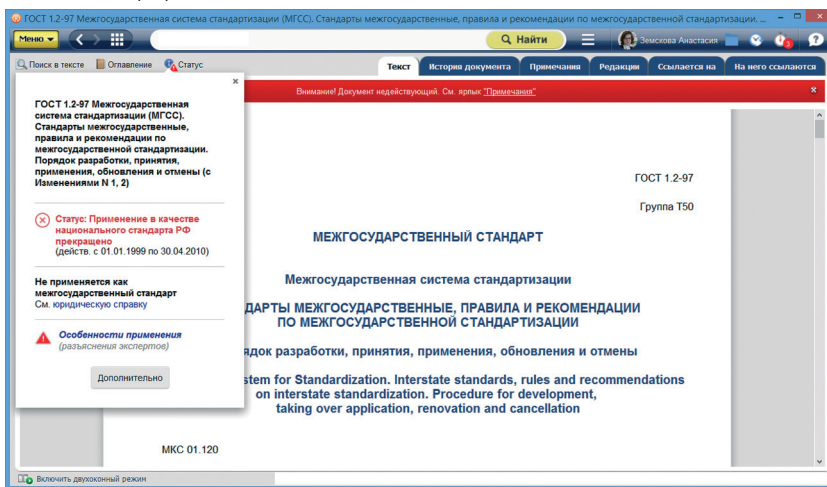 ГОСТ 1.2-97 Межгосударственная система стандартизации (МГСС). Стандарты межгосударственные, правила и рекомендации по межгосударственной стандартизации. ...
Меню
Найти
Земскова Анастасия
3
?
Поиск в тексте Оглавление Статус
Текст История документа Примечания Редакции Ссылается на На него ссылаются
Внимание! Документ недействующий. См. ярлык "Примечания"
ГОСТ 1.2-97 Межгосударственная
система стандартизации (МГСС).
Стандарты межгосударственные,
правила и рекомендации по
межгосударственной стандартизации.
Порядок разработки, принятия,
применения, обновления и отмены (с
Изменениями N 1, 2)
Статус: Применение в качестве
национального стандарта РФ
прекращено
(действ. с 01.01.1999 по 30.04.2010)
Не применяется как
межгосударственный стандарт
См. юридическую справку
Особенности применения
(разъяснения экспертов)
Дополнительно
ГОСТ 1.2-97
Группа Т50
МЕЖГОСУДАРСТВЕННЫЙ СТАНДАРТ
Межгосударственная система стандартизации
ДАРТЫ МЕЖГОСУДАРСТВЕННЫЕ, ПРАВИЛА И РЕКОМЕНДАЦИИ
ПО МЕЖГОСУДАРСТВЕННОЙ СТАНДАРТИЗАЦИИ
ядок разработки, принятия, применения, обновления и отмены
stem for Standardization. Interstate standards, rules and recommendations
on interstate standardization. Procedure for development,
taking over application, renovation and cancellation
МКС 01.120
Включить двухоконный режим